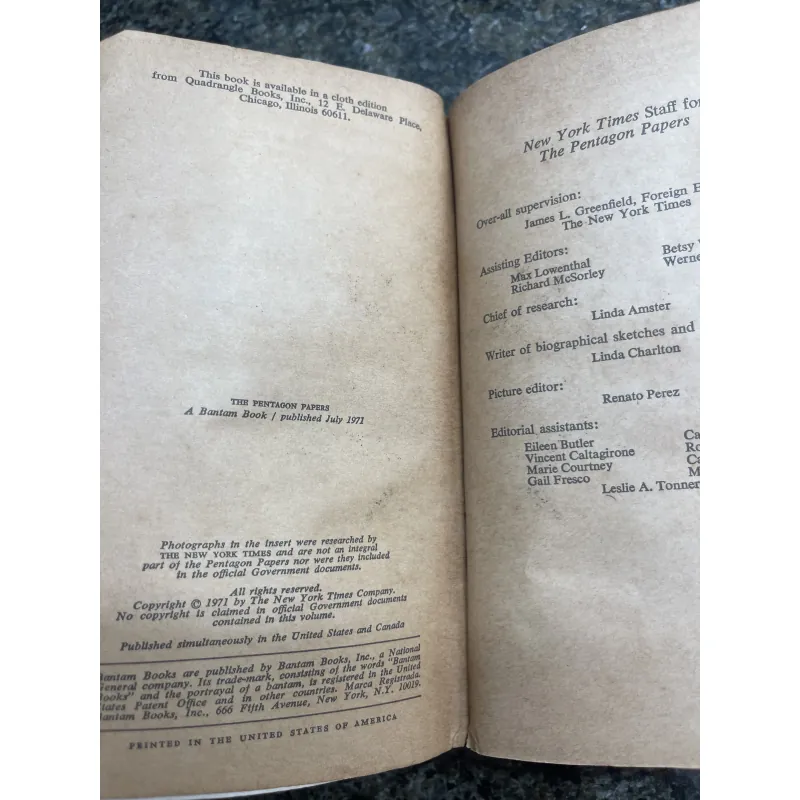 This book is available in a cloth edition
from Quadrangle Books, Inc., 12 E. Delaware Place,
Chicago, Illinois 60611.
THE PENTAGON PAPERS
A Bantam Book / published July 1971
Photographs in the insert were researched by
THE NEW YORK TIMES and are not an integral
part of the Pentagon Papers nor were they included
in the official Government documents.
All rights reserved.
Copyright © 1971 by The New York Times Company.
No copyright is claimed in official Government documents
contained in this volume.
Published simultaneously in the United States and Canada
Bantam Books are published by Bantam Books, Inc., a National
General company. Its trade-mark, consisting of the words "Bantam
Books" and the portrayal of a bantam, is registered in the United
States Patent Office and in other countries. Marca Registrada.
Bantam Books, Inc., 666 Fifth Avenue, New York, N.Y. 10019.
PRINTED IN THE UNITED STATES OF AMERICA
New York Times Staff for
The Pentagon Papers
Over-all supervision:
James L. Greenfield, Foreign
The New York Times
Assisting Editors:
Max Lowenthal Betsy
Richard McSorley Werne
Chief of research:
Linda Amster
Writer of biographical sketches and
Linda Charlton
Picture editor:
Renato Perez
Editorial assistants:
Eileen Butler Ca
Vincent Caltagirone Ro
Marie Courtney Ca
Gail Fresco M
Leslie A. Tonner